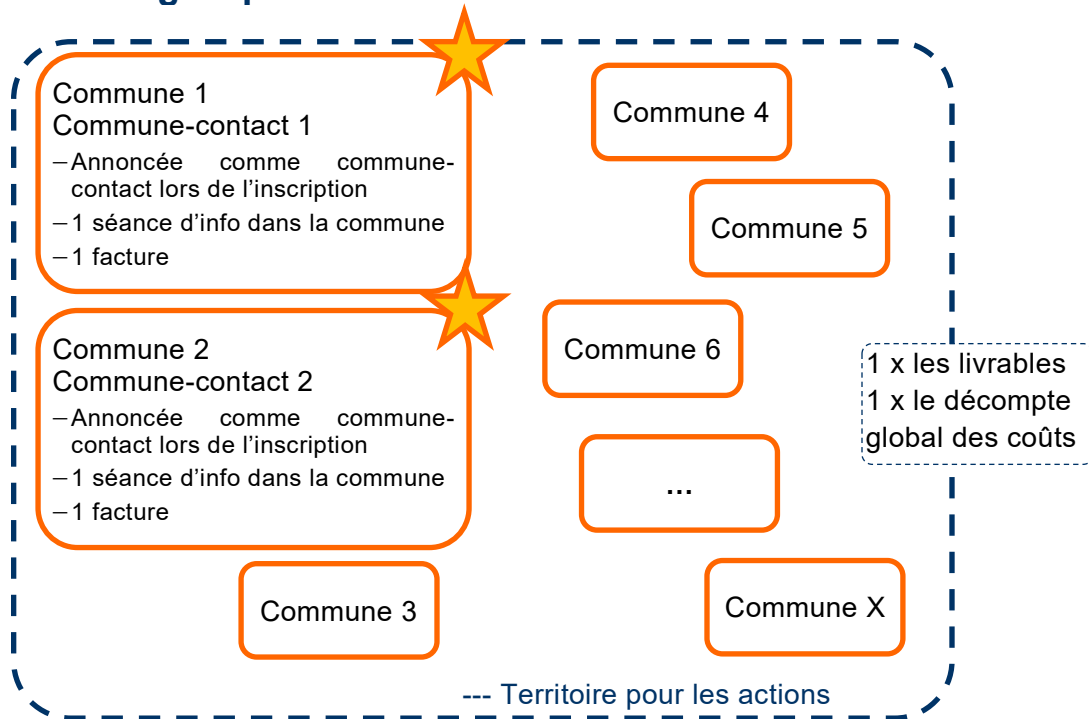 Commune 1
Commune-contact 1
–Annoncée comme commune-
contact lors de l'inscription
–1 séance d'info dans la commune
–1 facture
Commune 2
Commune-contact 2
–Annoncée comme commune-
contact lors de l'inscription
–1 séance d'info dans la commune
–1 facture
Commune 3
Commune 4
Commune 5
Commune 6
...
Commune X
1 x les livrables
1 x le décompte
global des coûts
--- Territoire pour les actions